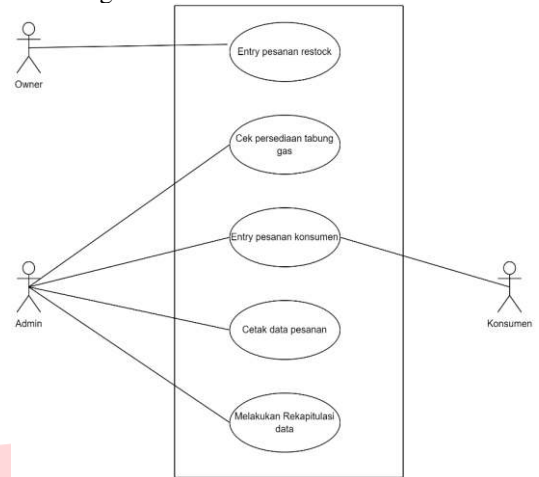 Entry pesanan restock
Owner
Cek persediaan tabung
gas
Entry pesanan konsumen
Admin
Konsumen
Cetak data pesanan
Melakukan Rekapitulasi
data